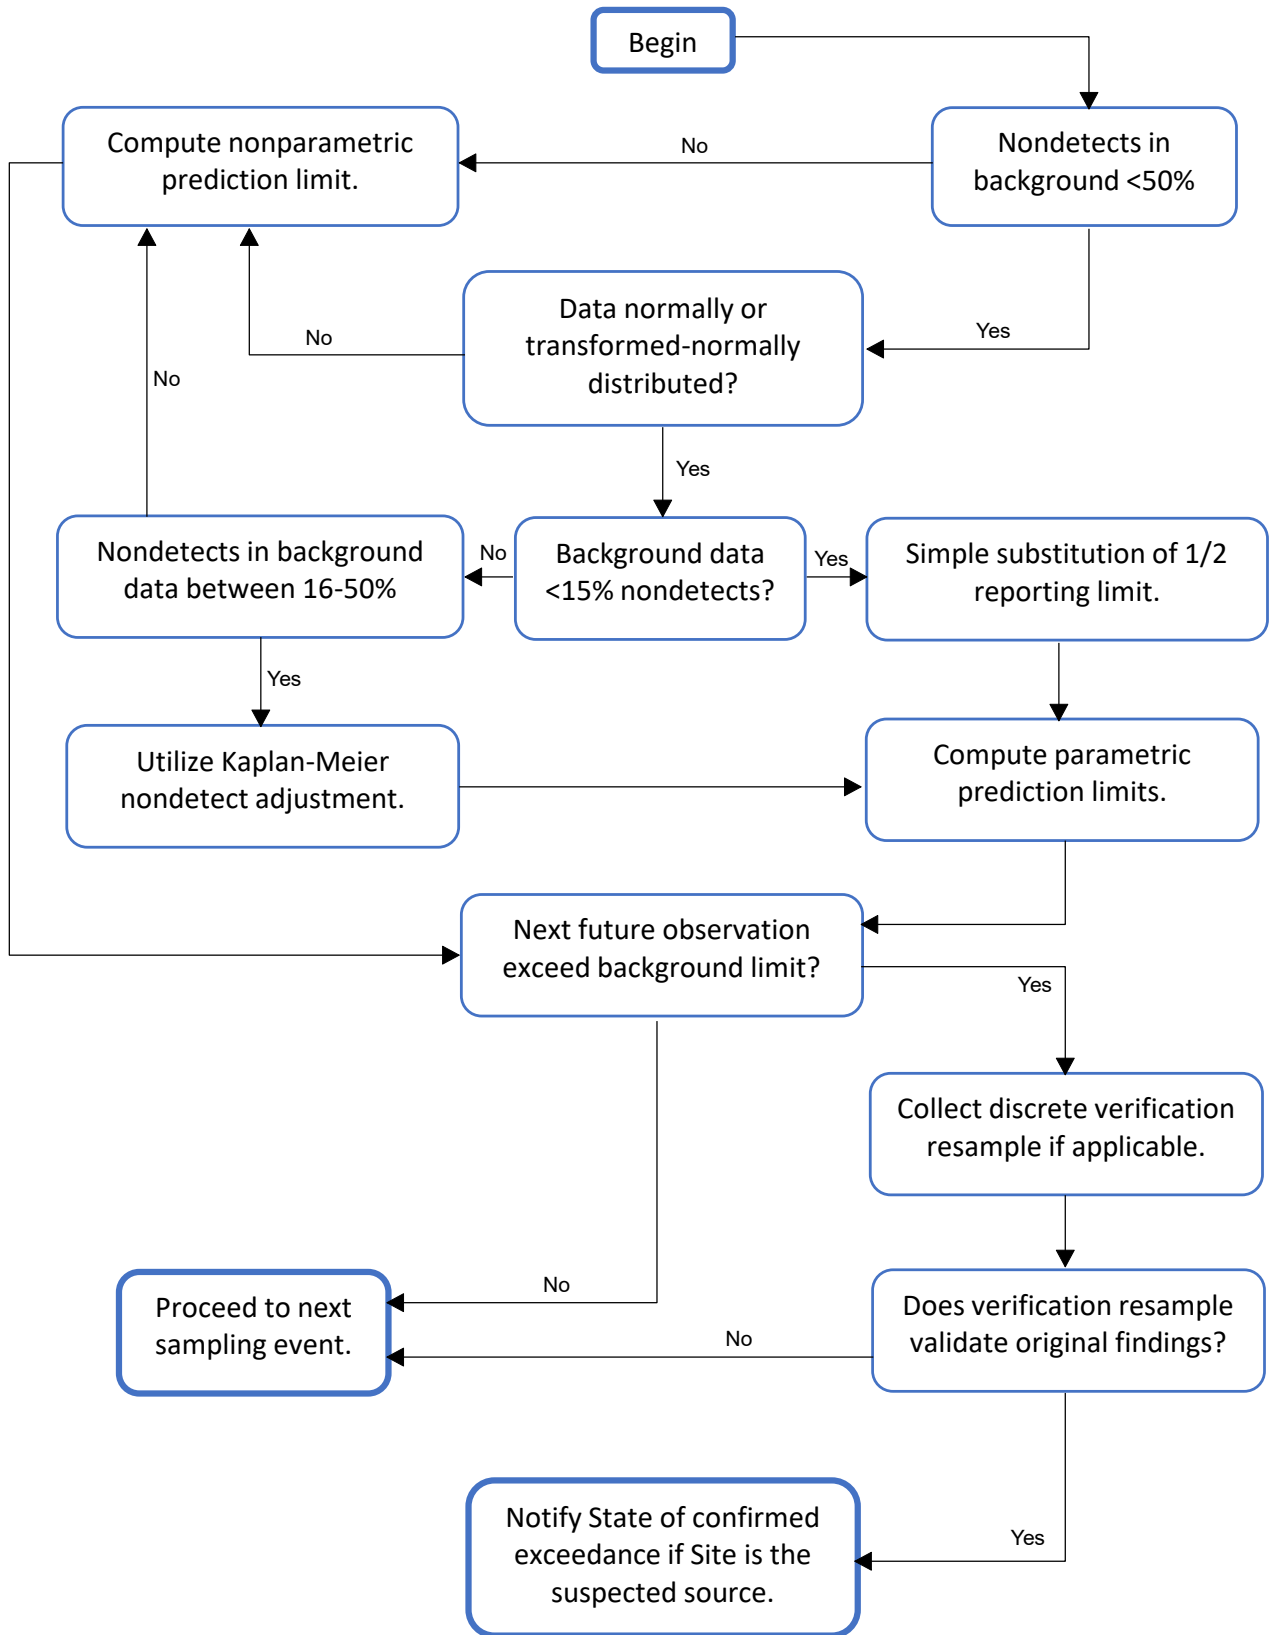 Begin
Compute nonparametric
prediction limit.
No
Nondetects in
background <50%
Data normally or
transformed-normally
distributed?
No
Yes
No
Yes
Nondetects in background
data between 16-50%
No
Background data
<15% nondetects?
Yes
Simple substitution of 1/2
reporting limit.
Yes
Utilize Kaplan-Meier
nondetect adjustment.
Compute parametric
prediction limits.
Next future observation
exceed background limit?
Yes
Collect discrete verification
resample if applicable.
No
Proceed to next
sampling event.
No
Does verification resample
validate original findings?
Notify State of confirmed
exceedance if Site is the
suspected source.
Yes